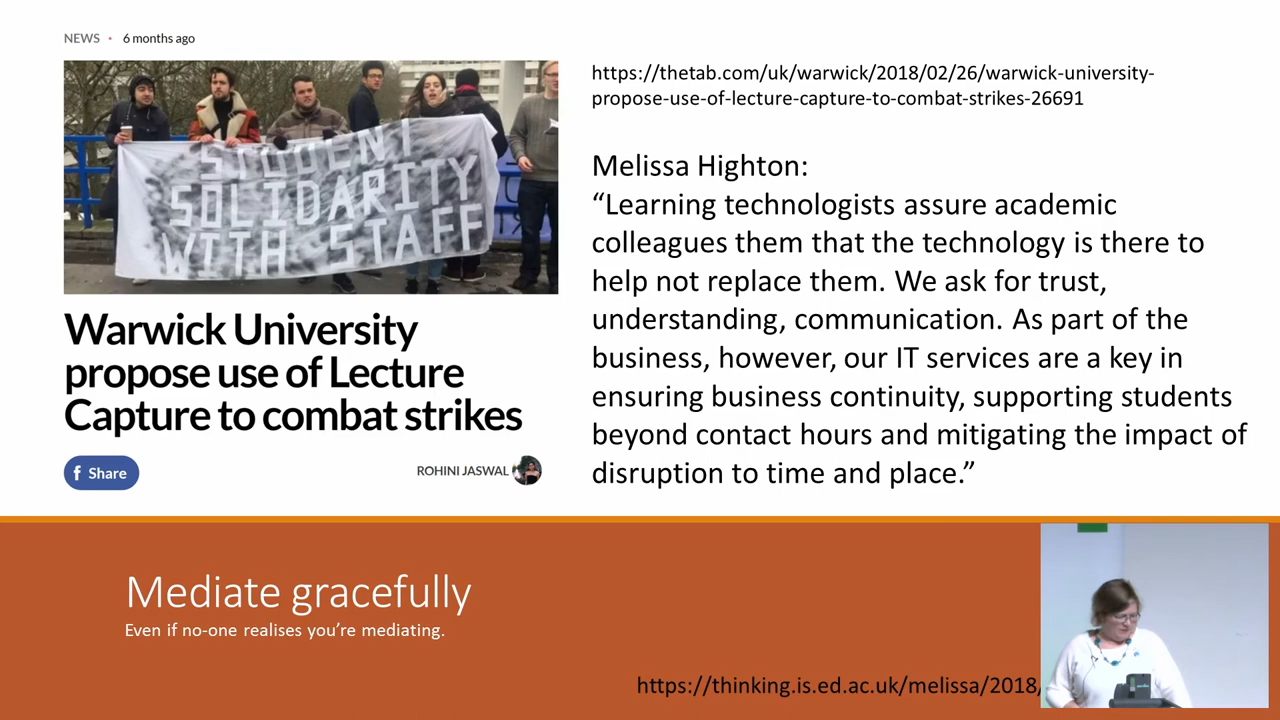 NEWS • 6 months ago
STUDENT
SOLIDARITY
WITH STAFF
Warwick University
propose use of Lecture
Capture to combat strikes
f Share
ROHINI JASWAL
https://thetab.com/uk/warwick/2018/02/26/warwick-university-
propose-use-of-lecture-capture-to-combat-strikes-26691
Melissa Highton:
“Learning technologists assure academic
colleagues them that the technology is there to
help not replace them. We ask for trust,
understanding, communication. As part of the
business, however, our IT services are a key in
ensuring business continuity, supporting students
beyond contact hours and mitigating the impact of
disruption to time and place.”
Mediate gracefully
Even if no-one realises you’re mediating.
https://thinking.is.ed.ac.uk/melissa/2018/